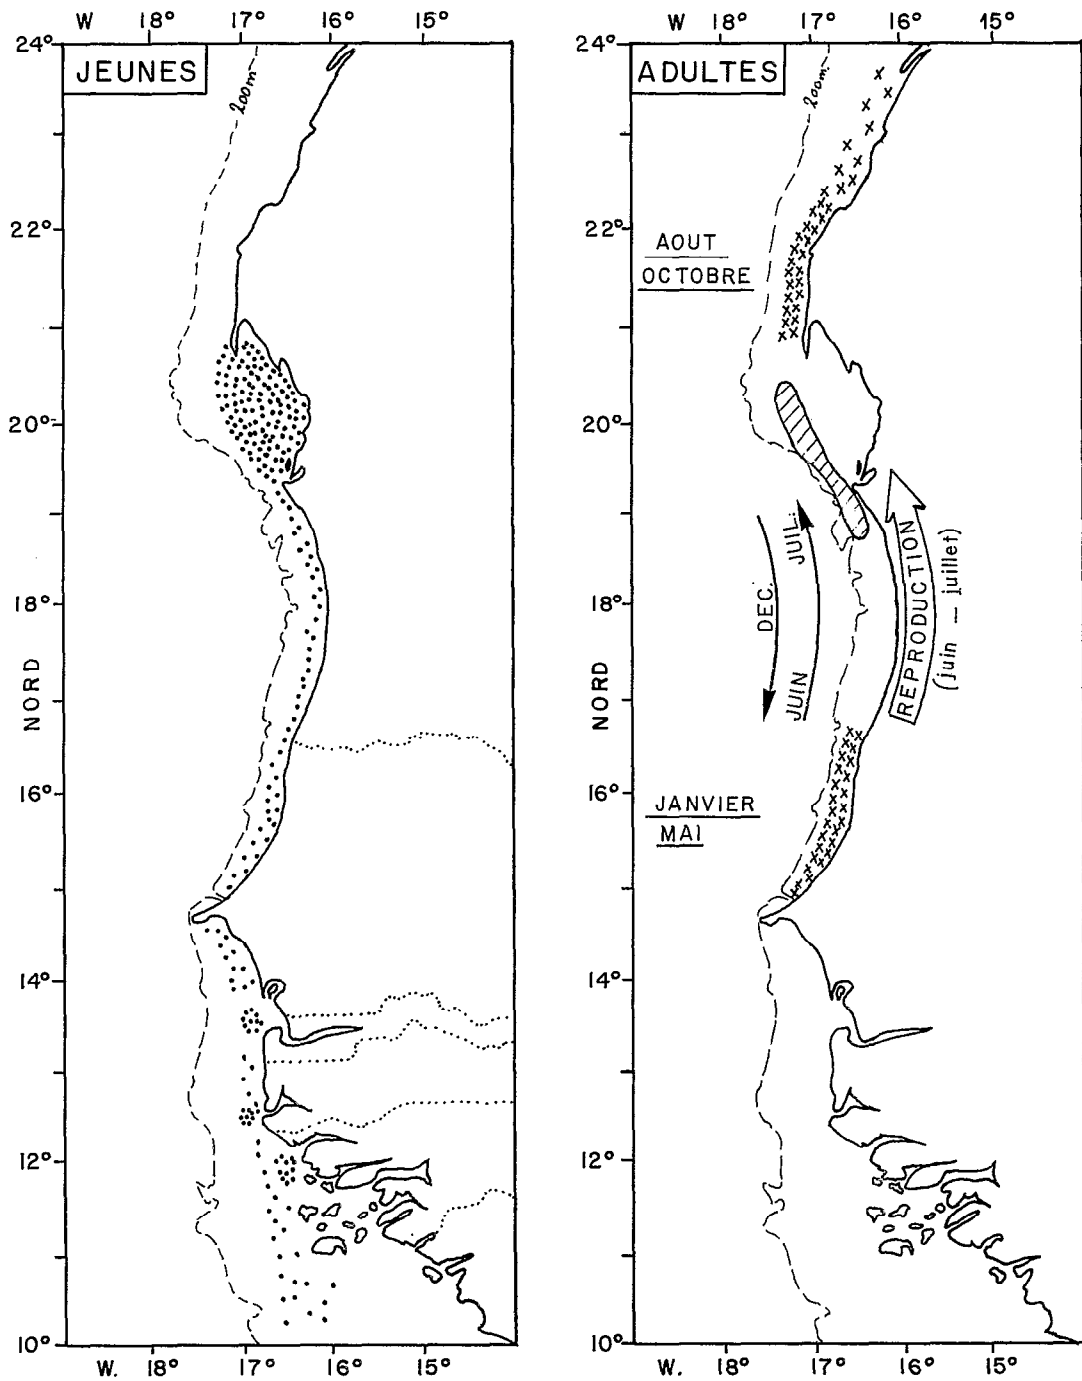 W 18° 17° 16° 15°
24°
JEUNES
200m
22°
20°
18°
NORD
16°
14°
12°
10°
W. 18° 17° 16° 15°
W 18° 17° 16° 15°
24°
ADULTES
200m.
22°
AOUT
OCTOBRE
20°
DEC.
JUIN
JUIL.
REPRODUCTION
(juin — juillet)
18°
NORD
16°
JANVIER
MAI
14°
12°
10°
W. 18° 17° 16° 15°